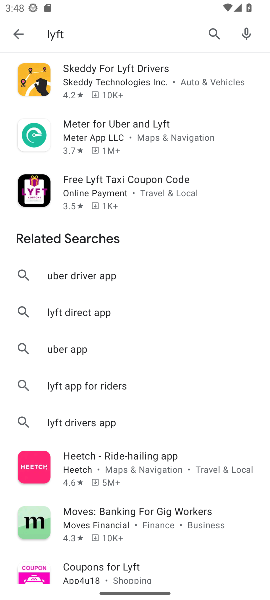 3:48
lyft
Skeddy For Lyft Drivers
Skeddy Technologies Inc. • Auto & Vehicles
4.2★ 10K+
Meter for Uber and Lyft
Meter App LLC • Maps & Navigation
3.7★ 1M+
Free Lyft Taxi Coupon Code
Online Payment • Travel & Local
3.5★ 1K+
LYFT
Related Searches
uber driver app
lyft direct app
uber app
lyft app for riders
lyft drivers app
Heetch - Ride-hailing app
HEETCH
Heetch • Maps & Navigation • Travel & Local
4.6★ 5M+
Moves: Banking For Gig Workers
m
Moves Financial • Finance • Business
4.3★ 10K+
Coupons for Lyft
COUPON
App4u18 • Shopping